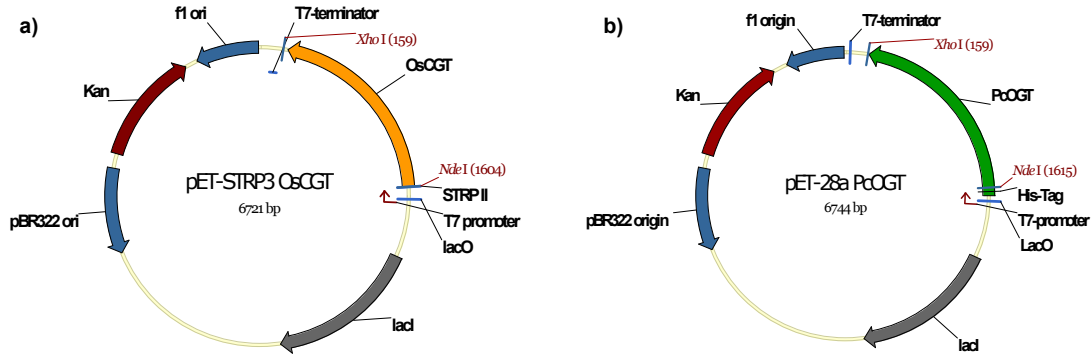 a)
f1 ori
T7-terminator
XhoI (159)
OsCGT
Kan
pET-STRP3 OsCGT
6721 bp
NdeI (1604)
STRP II
T7 promoter
lacO
pBR322 ori
lacI
b)
f1 origin
T7-terminator
XhoI (159)
PcOGT
Kan
pET-28a PcOGT
6744 bp
NdeI (1615)
His-Tag
T7-promoter
LacO
pBR322 origin
lacI